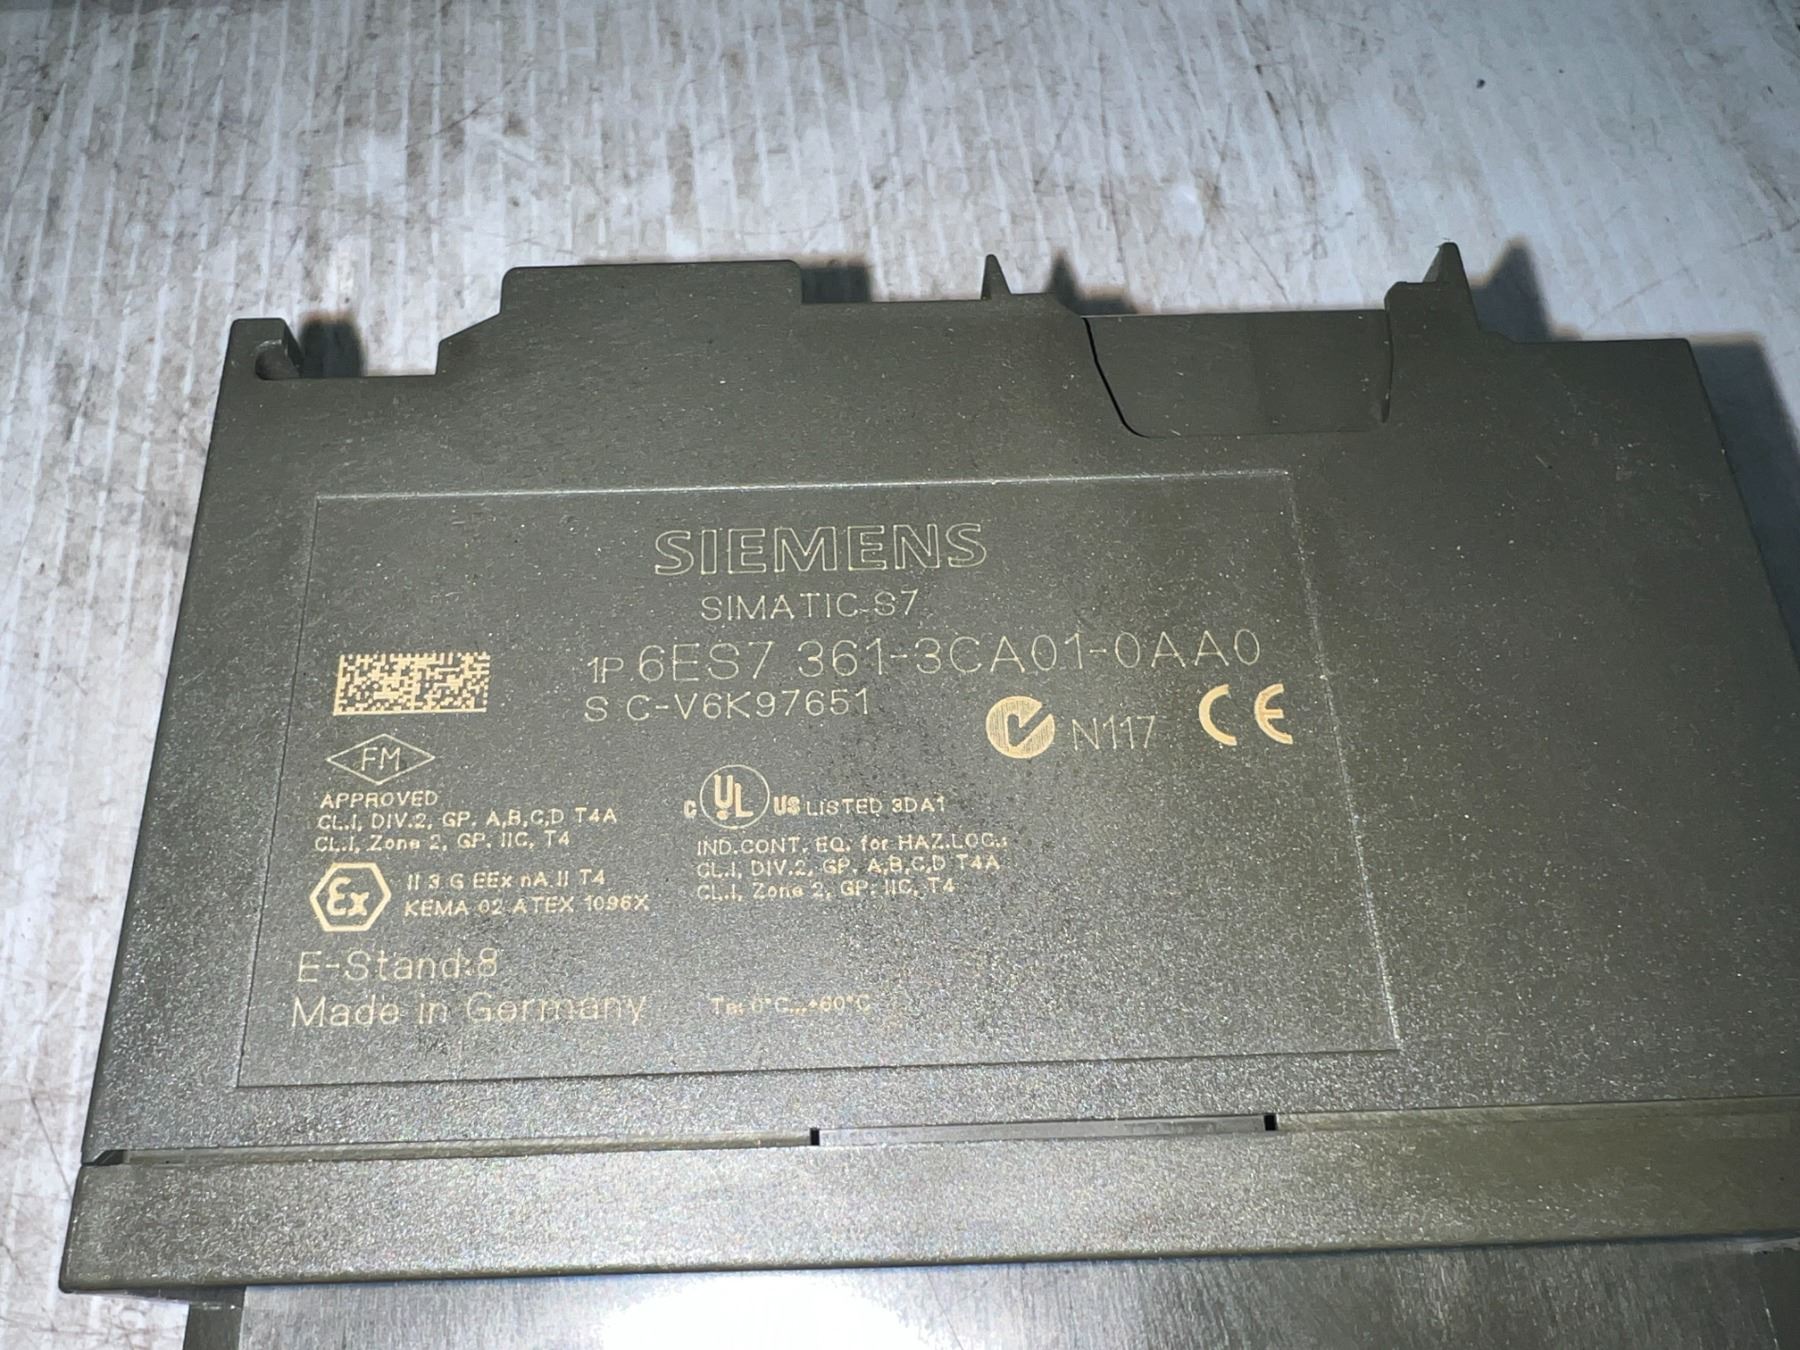 SIEMENS
SIMATIC S7
1P 6ES7 361-3CA01-0AA0
S C-V6K97651
N117 CE
FM
APPROVED
CL.I, DIV.2, GP. A,B,C,D T4A
CL.I, Zone 2, GP. IIC, T4
Ex II 3 G EEx nA II T4
KEMA 02 ATEX 1096X
C UL US LISTED 3DA1
IND.CONT. EQ. for HAZ.LOC.:
CL.I, DIV.2, GP. A,B,C,D T4A
CL.I, Zone 2, GP. IIC, T4
E-Stand:8
Made in Germany
Ta: 0°C...+60°C